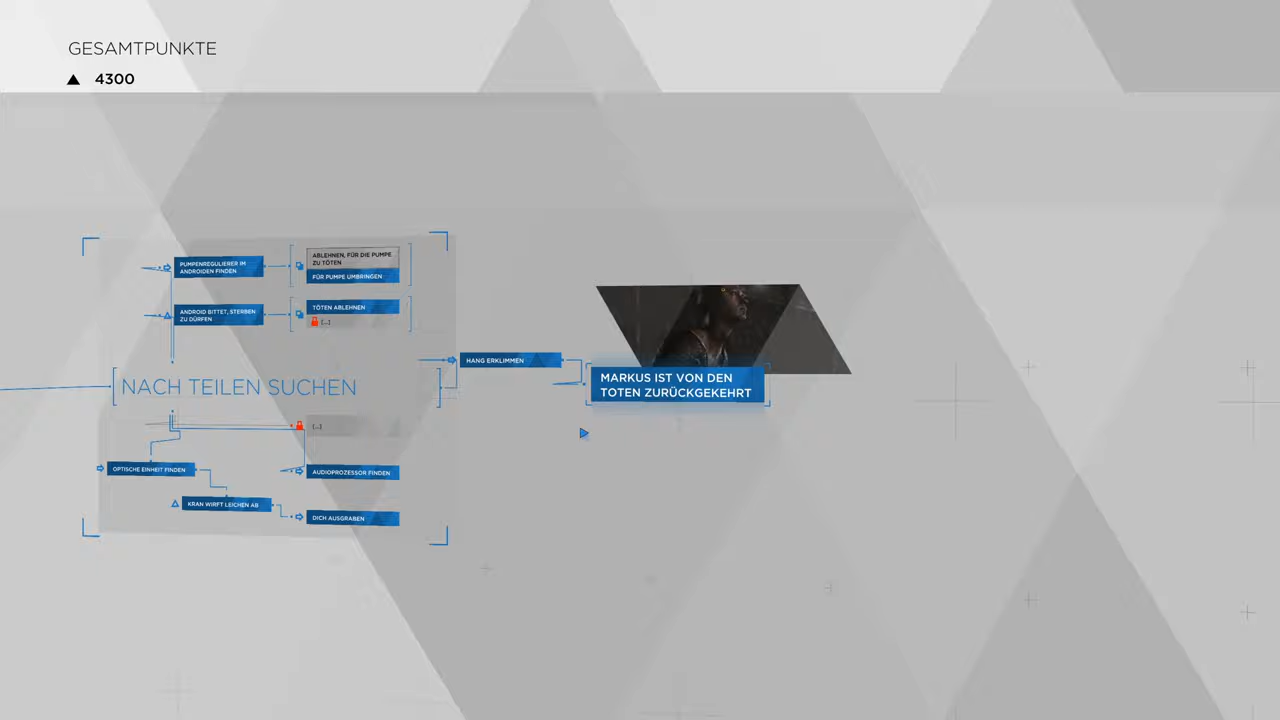 GESAMTPUNKTE
4300
PUMPENREGULIERER IM
ANDROIDEN FINDEN
ABLEHNEN, FÜR DIE PUMPE
ZU TÖTEN
FÜR PUMPE UMBRINGEN
ANDROID BITTET, STERBEN
ZU DÜRFEN
TÖTEN ABLEHNEN
[...]
HANG ERKLIMMEN
NACH TEILEN SUCHEN
MARKUS IST VON DEN
TOTEN ZURÜCKGEKEHRT
[...]
OPTISCHE EINHEIT FINDEN
AUDIOPROZESSOR FINDEN
KRAN WIRFT LEICHEN AB
DICH AUSGRABEN